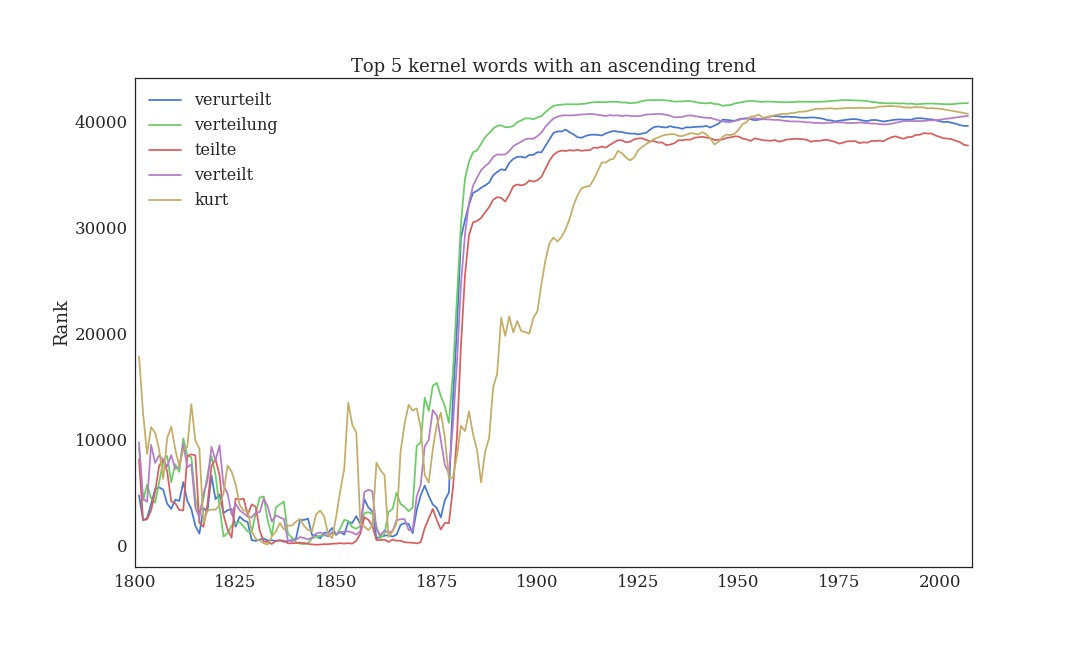 Top 5 kernel words with an ascending trend
verurteilt
verteilung
teilte
verteilt
kurt
Rank
40000
30000
20000
10000
0
1800 1825 1850 1875 1900 1925 1950 1975 2000